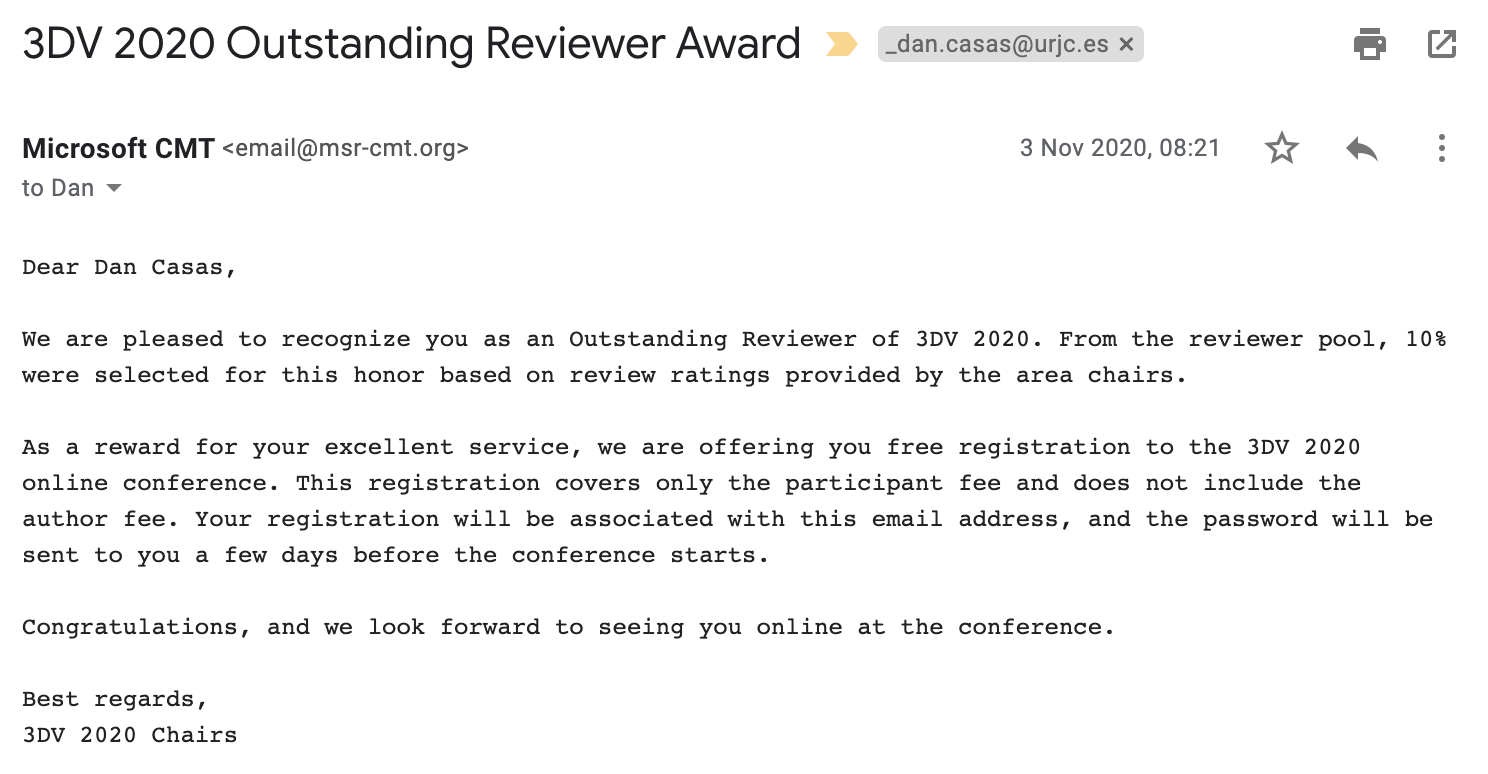 3DV 2020 Outstanding Reviewer Award _dan.casas@urjc.es ×
Microsoft CMT <email@msr-cmt.org> 3 Nov 2020, 08:21
to Dan
Dear Dan Casas,
We are pleased to recognize you as an Outstanding Reviewer of 3DV 2020. From the reviewer pool, 10%
were selected for this honor based on review ratings provided by the area chairs.
As a reward for your excellent service, we are offering you free registration to the 3DV 2020
online conference. This registration covers only the participant fee and does not include the
author fee. Your registration will be associated with this email address, and the password will be
sent to you a few days before the conference starts.
Congratulations, and we look forward to seeing you online at the conference.
Best regards,
3DV 2020 Chairs